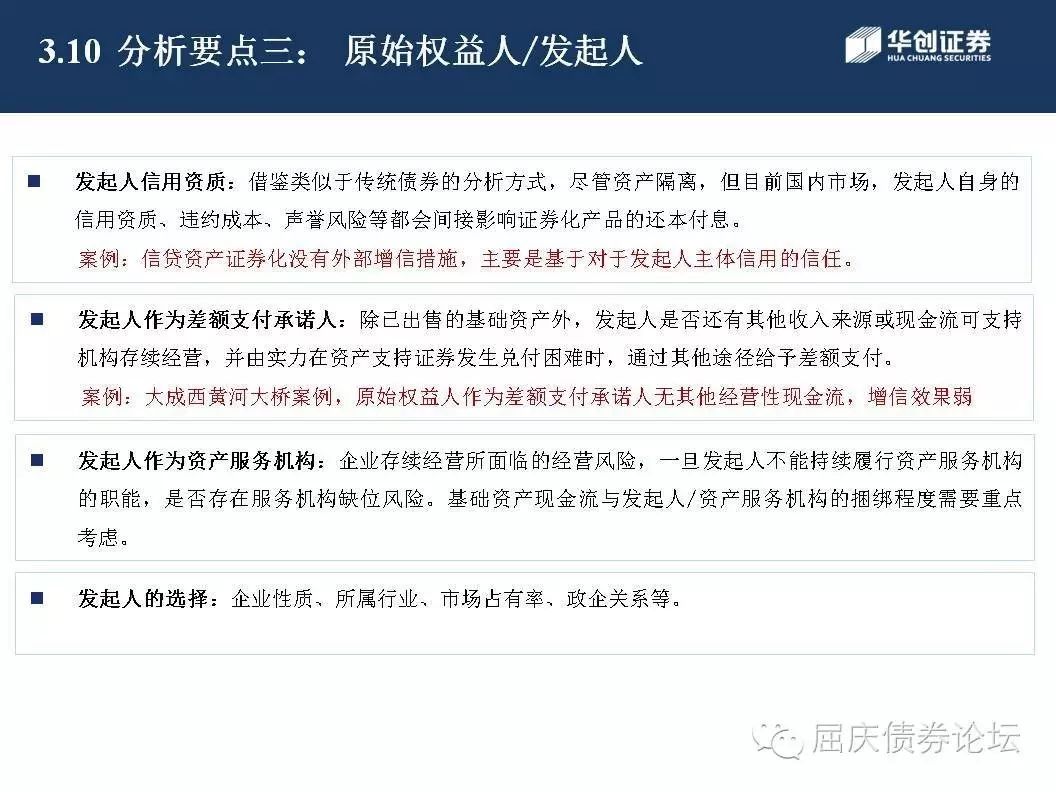 3.10 分析要点三： 原始权益人/发起人
华创证券
HUA CHUANG SECURITIES
■ 发起人信用资质：借鉴类似于传统债券的分析方式，尽管资产隔离，但目前国内市场，发起人自身的
信用资质、违约成本、声誉风险等都会间接影响证券化产品的还本付息。
案例：信贷资产证券化没有外部增信措施，主要是基于对于发起人主体信用的信任。
■ 发起人作为差额支付承诺人：除已出售的基础资产外，发起人是否还有其他收入来源或现金流可支持
机构存续经营，并由实力在资产支持证券发生兑付困难时，通过其他途径给予差额支付。
案例：大成西黄河大桥案例，原始权益人作为差额支付承诺人无其他经营性现金流，增信效果弱
■ 发起人作为资产服务机构：企业存续经营所面临的经营风险，一旦发起人不能持续履行资产服务机构
的职能，是否存在服务机构缺位风险。基础资产现金流与发起人/资产服务机构的捆绑程度需要重点
考虑。
■ 发起人的选择：企业性质、所属行业、市场占有率、政企关系等。
屈庆债券论坛